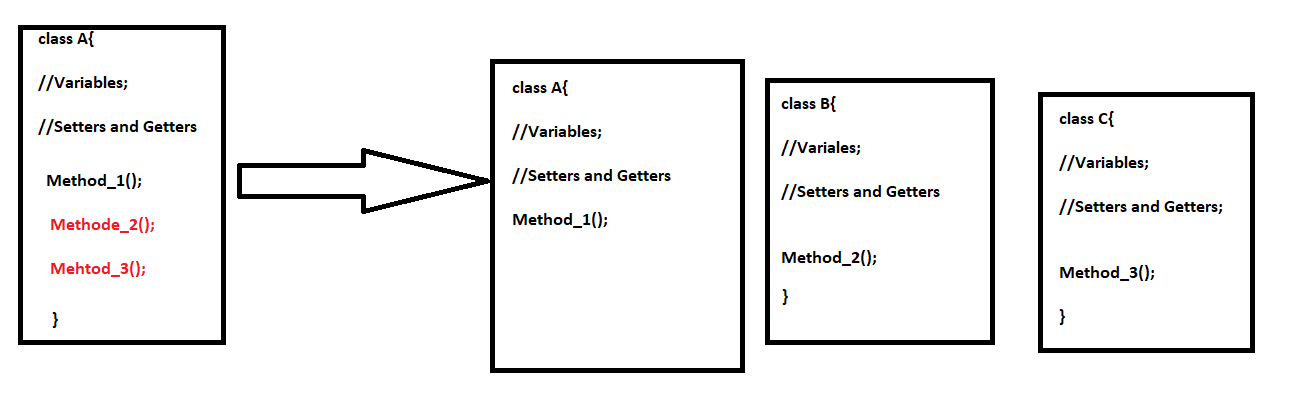 class A{
//Variables;
//Setters and Getters
Method_1();
Methode_2();
Mehtod_3();
}
class A{
//Variables;
//Setters and Getters
Method_1();
class B{
//Variales;
//Setters and Getters
Method_2();
}
class C{
//Variables;
//Setters and Getters;
Method_3();
}